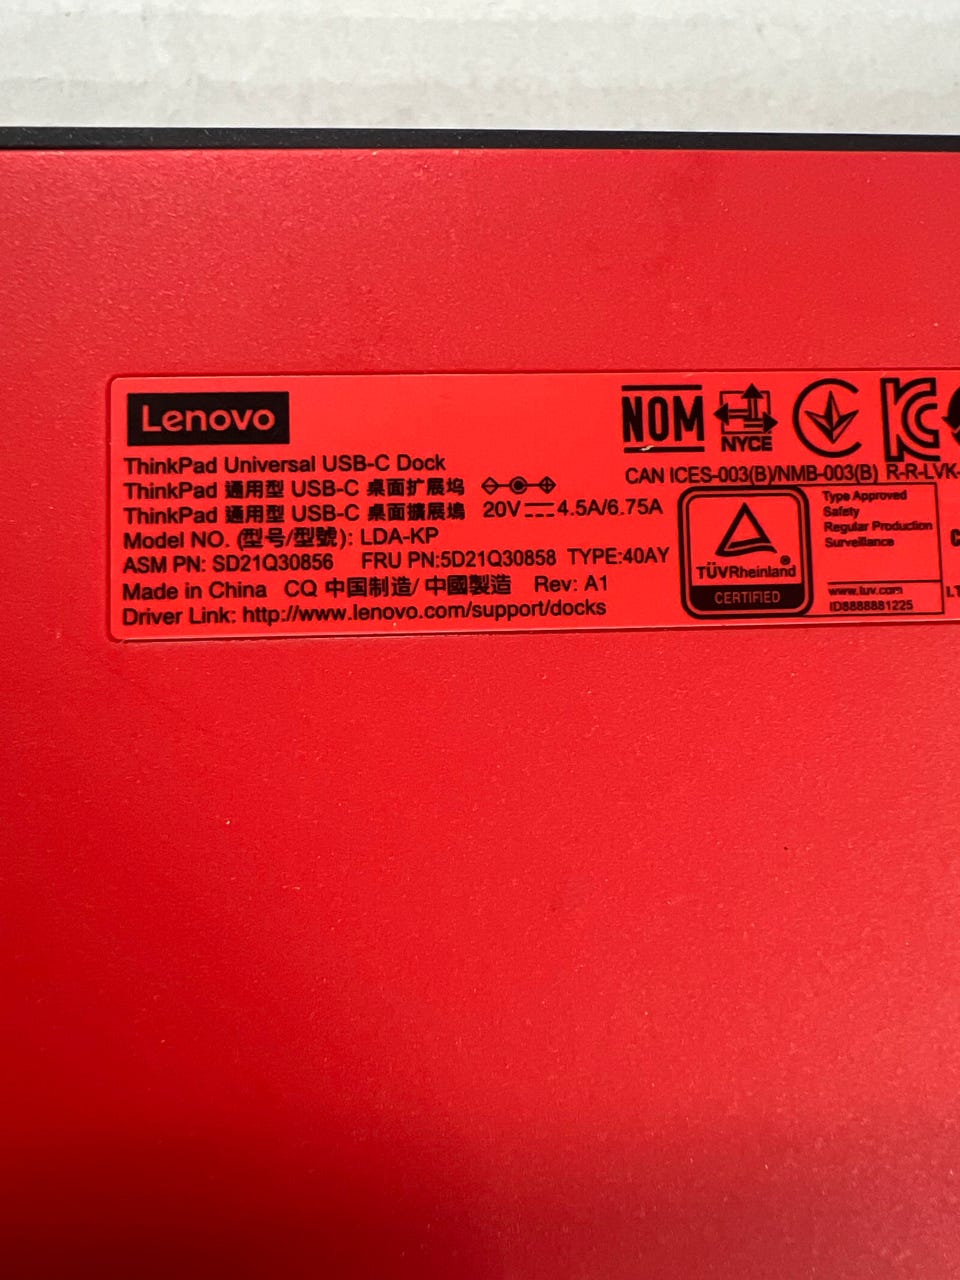 Lenovo
ThinkPad Universal USB-C Dock
ThinkPad 通用型 USB-C 桌面扩展坞
ThinkPad 通用型 USB-C 桌面擴展塢
20V 4.5A/6.75A
Model NO. (型号/型號): LDA-KP
ASM PN: SD21Q30856 FRU PN:5D21Q30858 TYPE:40AY
Made in China CQ 中国制造/ 中國製造 Rev: A1
Driver Link: http://www.lenovo.com/support/docks
NOM
NYCE
CAN ICES-003(B)/NMB-003(B) R-R-LVK-
TÜVRheinland
CERTIFIED
Type Approved
Safety
Regular Production
Surveillance
www.tuv.com
ID8888881225